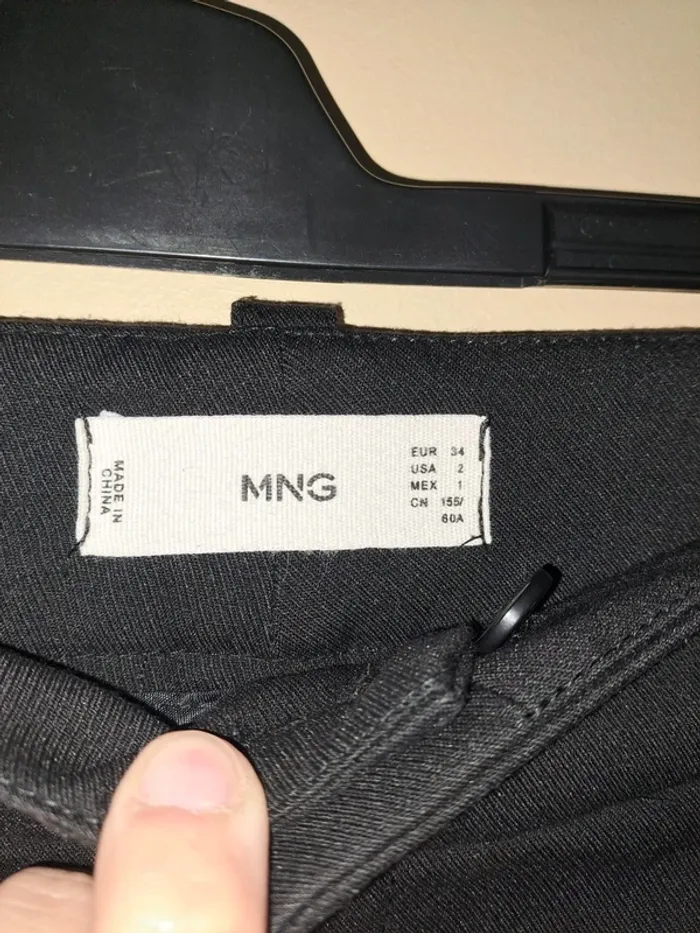 MADE IN
CHINA
MNG
EUR 34
USA 2
MEX 1
CN 155/
60A